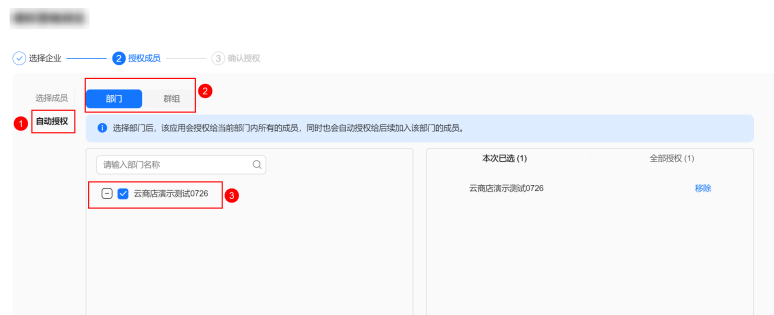 选择企业 2 授权成员 3 确认授权
选择成员 部门 群组 2
1 自动授权
选择部门后，该应用会授权给当前部门内所有的成员，同时也会自动授权给后续加入该部门的成员。
请输入部门名称 本次已选 (1) 全部授权 (1)
云商店演示测试0726 3 云商店演示测试0726 移除